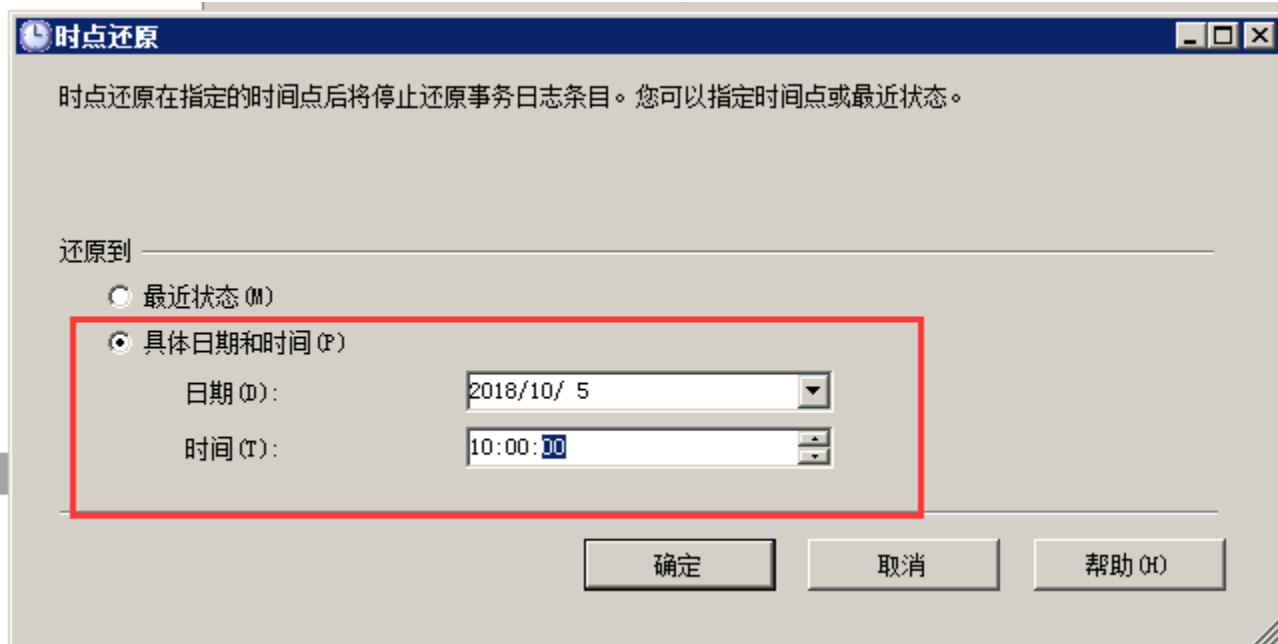 时点还原
时点还原在指定的时间点后将停止还原事务日志条目。您可以指定时间点或最近状态。
还原到
最近状态(M)
具体日期和时间(P)
日期(D): 2018/10/ 5
时间(T): 10:00:00
确定 取消 帮助(H)